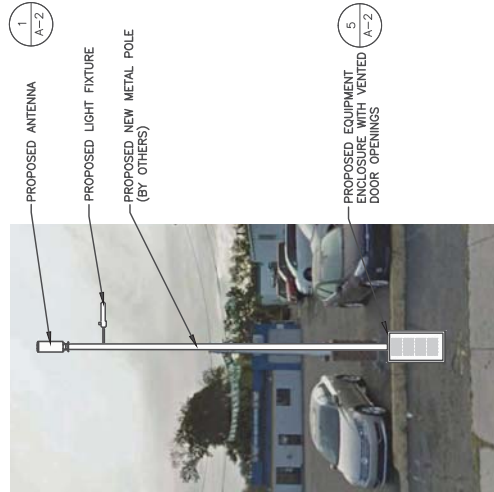 1
A-2
PROPOSED ANTENNA
PROPOSED LIGHT FIXTURE
PROPOSED NEW METAL POLE
(BY OTHERS)
5
A-2
PROPOSED EQUIPMENT
ENCLOSURE WITH VENTED
DOOR OPENINGS